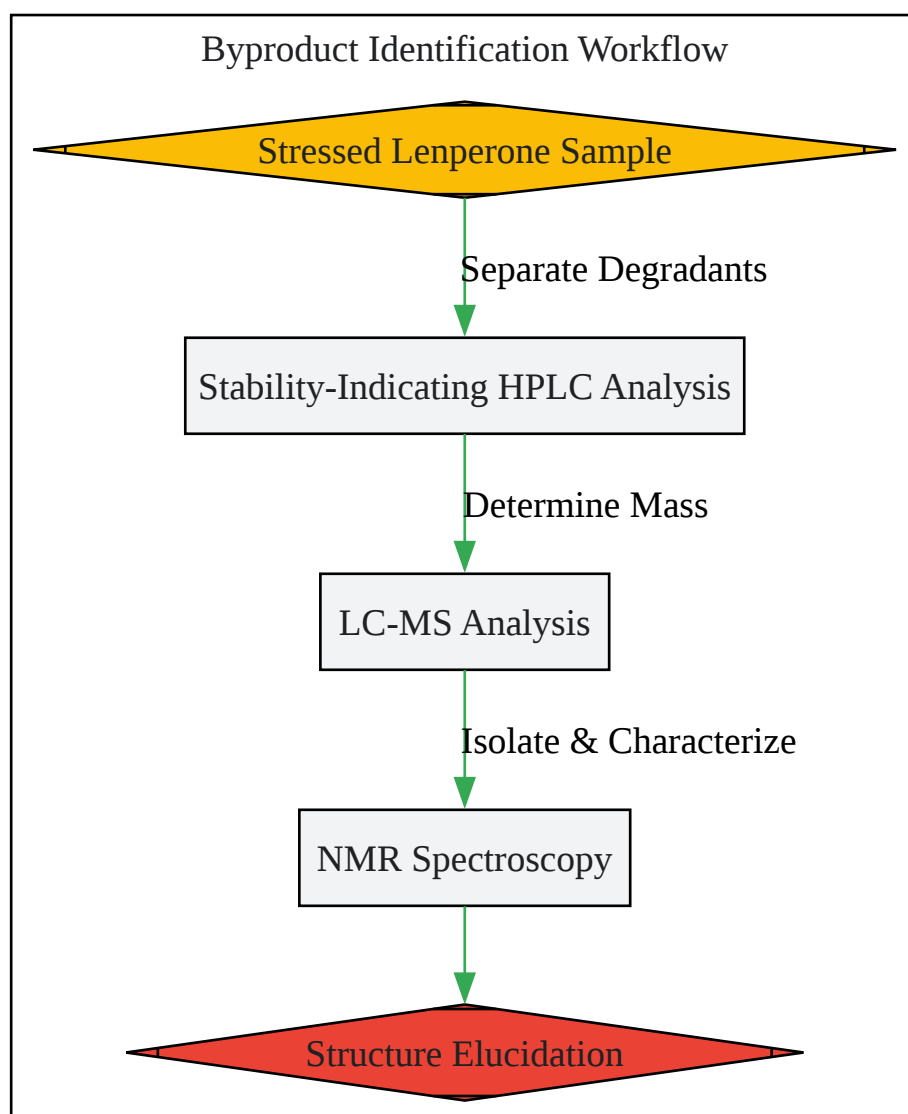 Byproduct Identification Workflow
Stressed Lenperone Sample
Separate Degradants
Stability-Indicating HPLC Analysis
Determine Mass
LC-MS Analysis
Isolate & Characterize
NMR Spectroscopy
Structure Elucidation